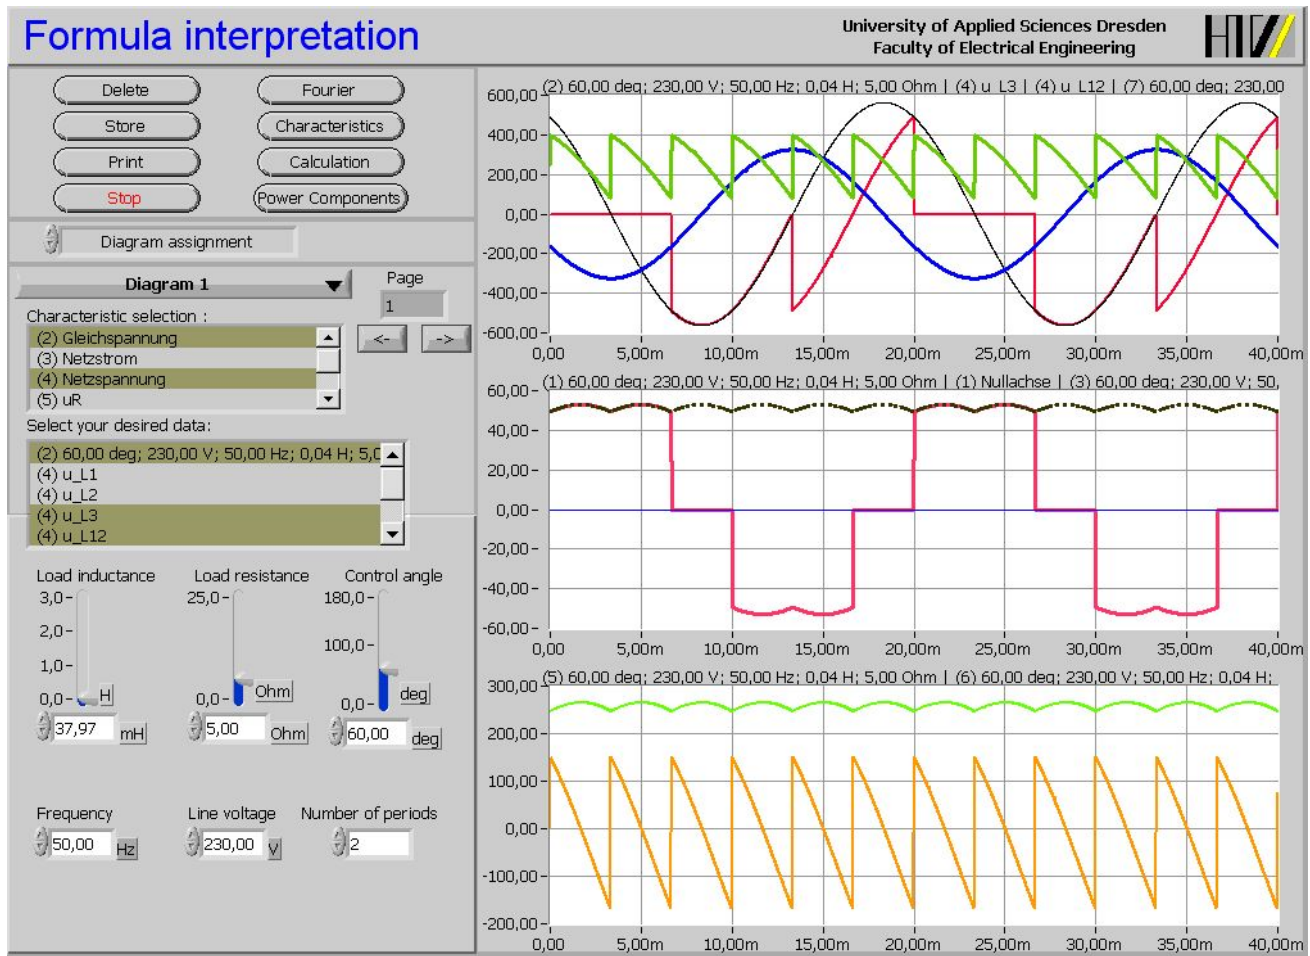 Formula interpretation
University of Applied Sciences Dresden
Faculty of Electrical Engineering
HTW
Delete
Fourier
Store
Characteristics
Print
Calculation
Stop
Power Components
Diagram assignment
Diagram 1
Page
1
Characteristic selection :
(2) Gleichspannung
(3) Netzstrom
(4) Netzspannung
(5) uR
<-
->
Select your desired data:
(2) 60,00 deg; 230,00 V; 50,00 Hz; 0,04 H; 5,0
(4) u_L1
(4) u_L2
(4) u_L3
(4) u_L12
Load inductance
Load resistance
Control angle
3,0-
2,0-
1,0-
0,0-
H
25,0-
0,0-
Ohm
180,0-
100,0-
0,0-
deg
37,97
mH
5,00
Ohm
60,00
deg
Frequency
Line voltage
Number of periods
50,00
Hz
230,00
V
2
(2) 60,00 deg; 230,00 V; 50,00 Hz; 0,04 H; 5,00 Ohm | (4) u_L3 | (4) u_L12 | (7) 60,00 deg; 230,00
600,00-
400,00-
200,00-
0,00-
-200,00-
-400,00-
-600,00-
0,00 5,00m 10,00m 15,00m 20,00m 25,00m 30,00m 35,00m 40,00m
(1) 60,00 deg; 230,00 V; 50,00 Hz; 0,04 H; 5,00 Ohm | (1) Nullachse | (3) 60,00 deg; 230,00 V; 50,
60,00-
40,00-
20,00-
0,00-
-20,00-
-40,00-
-60,00-
0,00 5,00m 10,00m 15,00m 20,00m 25,00m 30,00m 35,00m 40,00m
(5) 60,00 deg; 230,00 V; 50,00 Hz; 0,04 H; 5,00 Ohm | (6) 60,00 deg; 230,00 V; 50,00 Hz; 0,04 H;
300,00-
200,00-
100,00-
0,00-
-100,00-
-200,00-
0,00 5,00m 10,00m 15,00m 20,00m 25,00m 30,00m 35,00m 40,00m